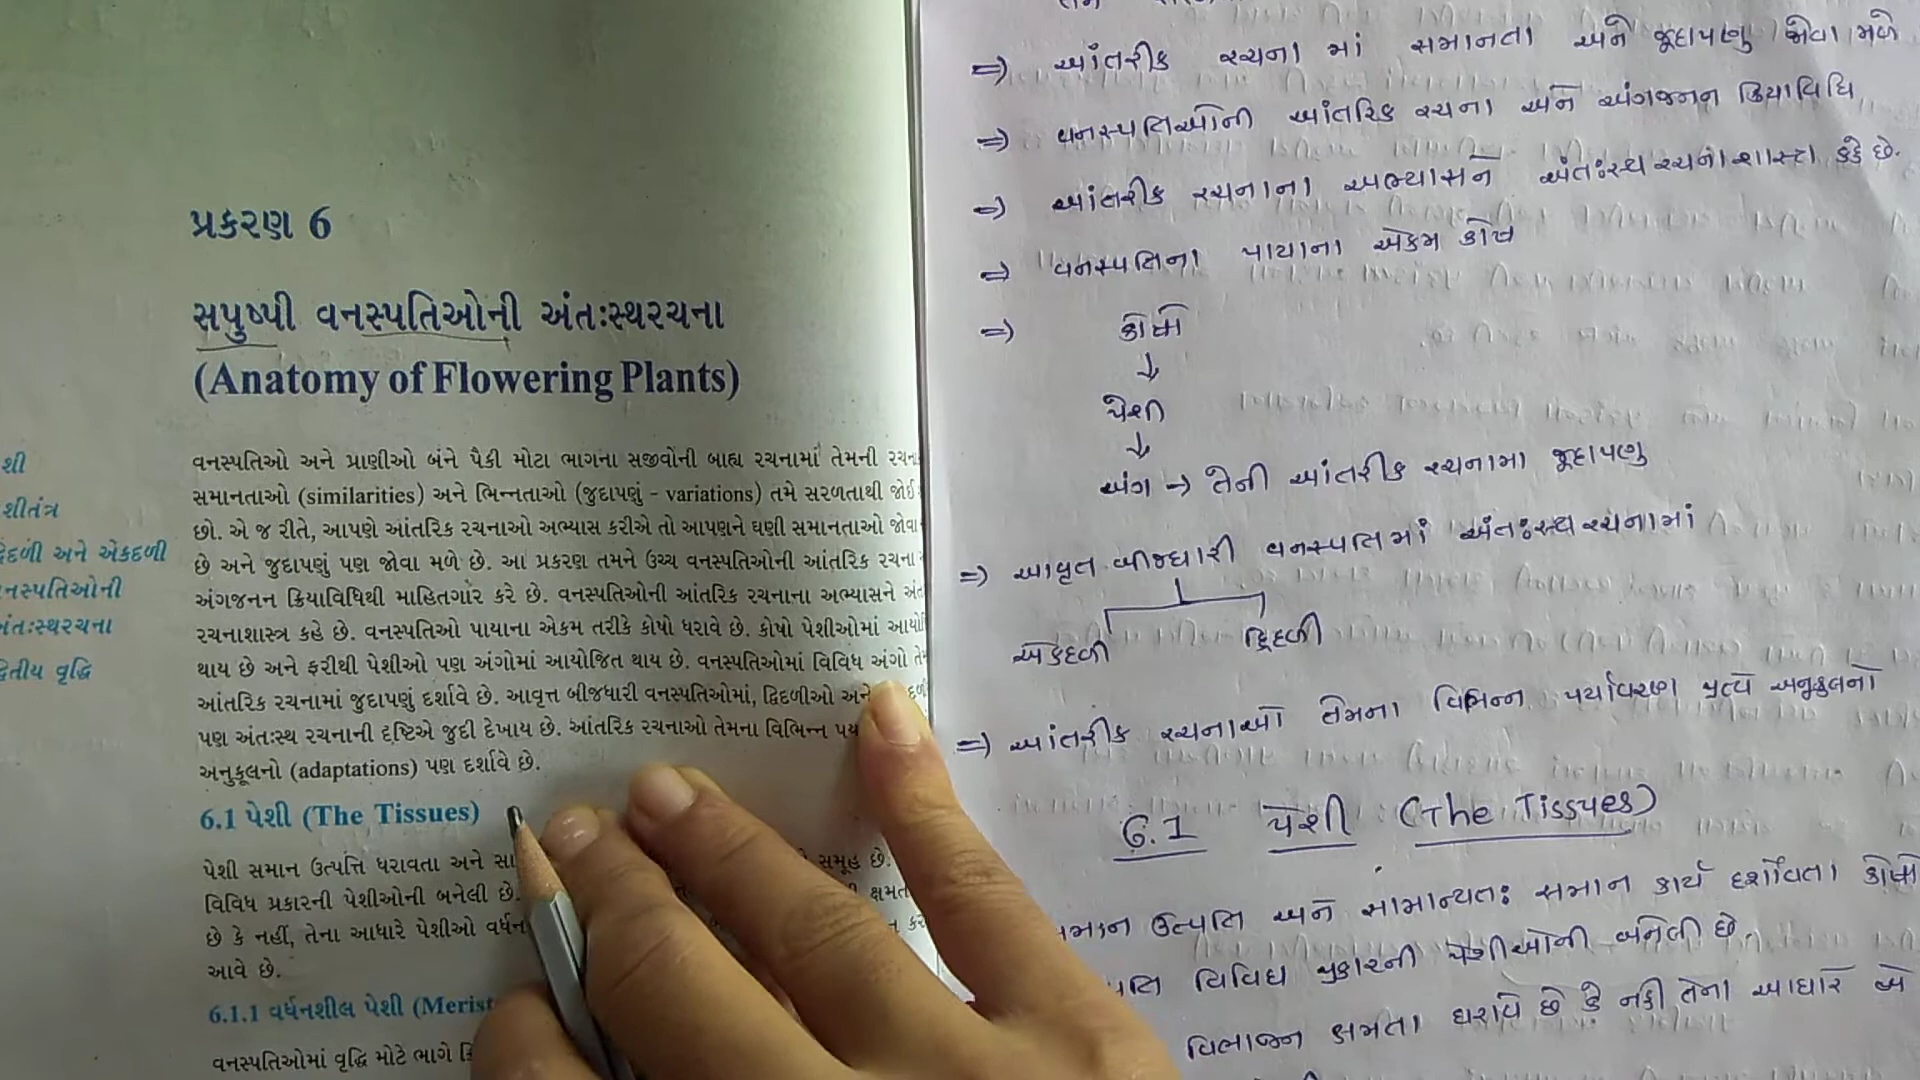 પ્રકરણ 6
સપુષ્પી વનસ્પતિઓની અંતઃસ્થરચના
(Anatomy of Flowering Plants)
શી
શીતંત્ર
દ્વિદળી અને એકદળી
નસ્પતિઓની
અંતઃસ્થરચના
દ્વિતીય વૃદ્ધિ
વનસ્પતિઓ અને પ્રાણીઓ બંને પૈકી મોટા ભાગના સજીવોની બાહ્ય રચનામાં તેમની રચના
સમાનતાઓ (similarities) અને ભિન્નતાઓ (જુદાપણું - variations) તમે સરળતાથી જોઈ
છો. એ જ રીતે, આપણે આંતરિક રચનાઓ અભ્યાસ કરીએ તો આપણને ઘણી સમાનતાઓ જોવા
છે અને જુદાપણું પણ જોવા મળે છે. આ પ્રકરણ તમને ઉચ્ચ વનસ્પતિઓની આંતરિક રચના
અંગજનન ક્રિયાવિધિથી માહિતગાર કરે છે. વનસ્પતિઓની આંતરિક રચનાના અભ્યાસને અંત
રચનાશાસ્ત્ર કહે છે. વનસ્પતિઓ પાયાના એકમ તરીકે કોષો ધરાવે છે. કોષો પેશીઓમાં આયો
થાય છે અને ફરીથી પેશીઓ પણ અંગોમાં આયોજિત થાય છે. વનસ્પતિઓમાં વિવિધ અંગો તેમ
આંતરિક રચનામાં જુદાપણું દર્શાવે છે. આવૃત્ત બીજધારી વનસ્પતિઓમાં, દ્વિદળીઓ અને
પણ અંતઃસ્થ રચનાની દૃષ્ટિએ જુદી દેખાય છે. આંતરિક રચનાઓ તેમના વિભિન્ન પર્ય
અનુકૂલનો (adaptations) પણ દર્શાવે છે.
6.1 પેશી (The Tissues)
પેશી સમાન ઉત્પત્તિ ધરાવતા અને સા સમૂહ છે.
વિવિધ પ્રકારની પેશીઓની બનેલી છે. ક્ષમતા
છે કે નહીં, તેના આધારે પેશીઓ વર્ધન
આવે છે.
6.1.1 વર્ધનશીલ પેશી (Merist
વનસ્પતિઓમાં વૃદ્ધિ મોટે ભાગે
=) આંતરીક રચના માં સમાનતા અને જૂદાપણુ જોવા મળે
=) વનસ્પતિઓની આંતરિક રચના અને અંગજનન ક્રિયાવિધિ
=) આંતરીક રચનાના અભ્યાસને અંતઃસ્થ રચનાશાસ્ત્ર કહે છે.
=) વનસ્પતિના પાયાના એકમ કોષ
=) કોષો
↓
પેશી
↓
અંગ → તેની આંતરીક રચનામા જૂદાપણુ
=) આવૃત બીજધારી વનસ્પતિમાં અંતઃસ્થ રચનામાં
એકદળી દ્વિદળી
=) આંતરીક રચનાઓ તેમના વિભિન્ન પર્યાવરણ પ્રત્યે અનુકુલનો
6.1 પેશી (The Tissues)
સમાન ઉત્પતિ અને સામાન્યતઃ સમાન કાર્ય દર્શાવતા કોષો
વિવિધ પ્રકારની પેશીઓની બનેલી છે.
વિભાજન ક્ષમતા ધરાવે છે કે નહી તેના આધારે બે